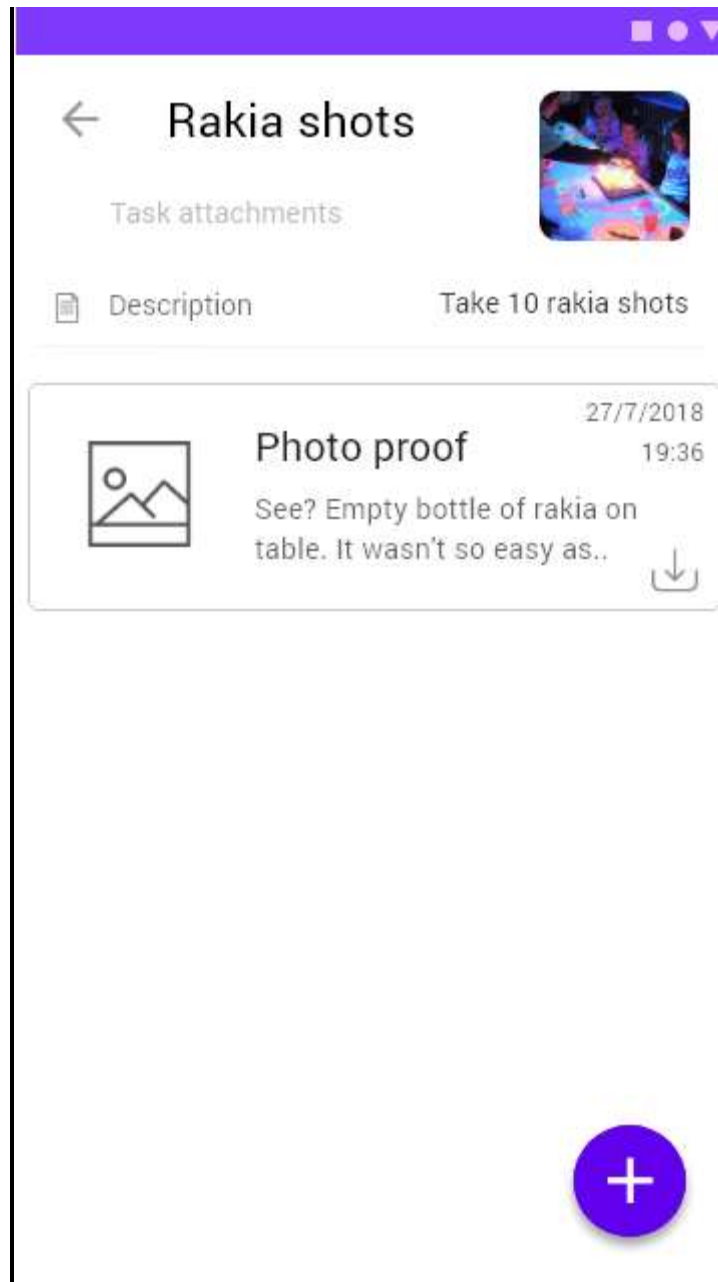 Rakia shots
Task attachments
Description
Take 10 rakia shots
27/7/2018
Photo proof
19:36
See? Empty bottle of rakia on
table. It wasn't so easy as..